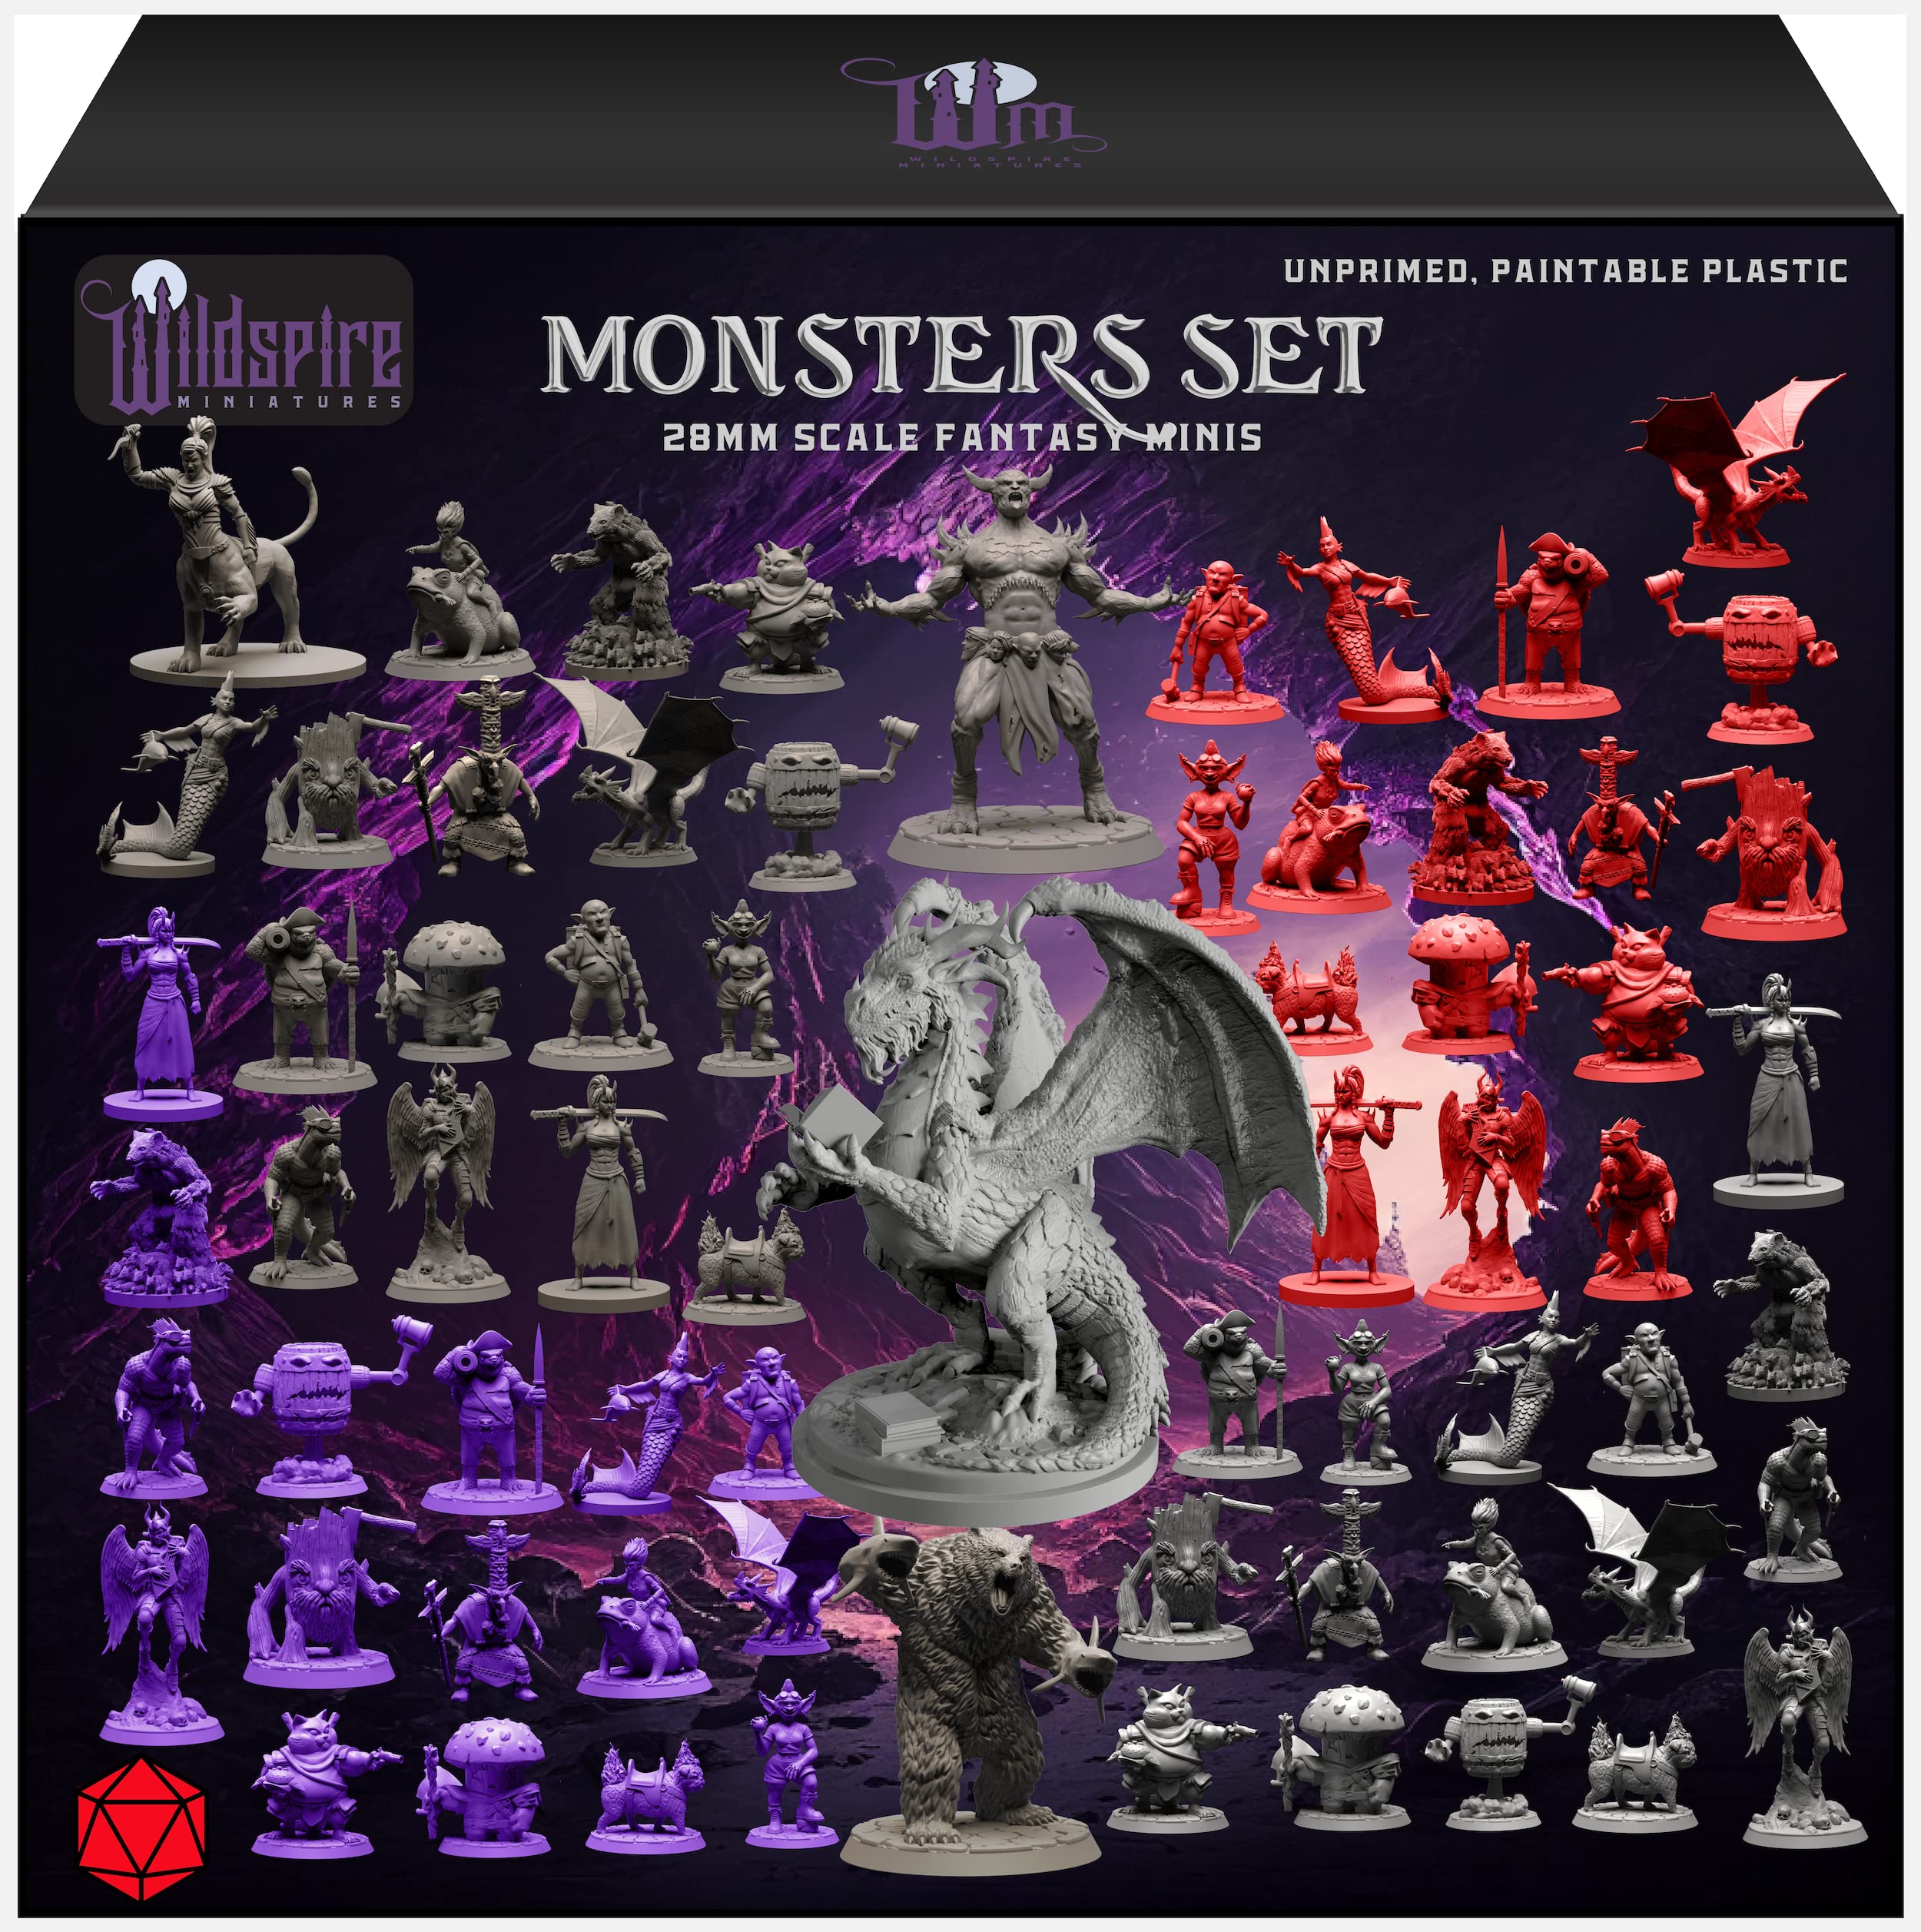 Wm
WILDSPIRE
MINIATURES
UNPRIMED, PAINTABLE PLASTIC
Wildspire
MINIATURES
MONSTERS SET
28MM SCALE FANTASY MINIS